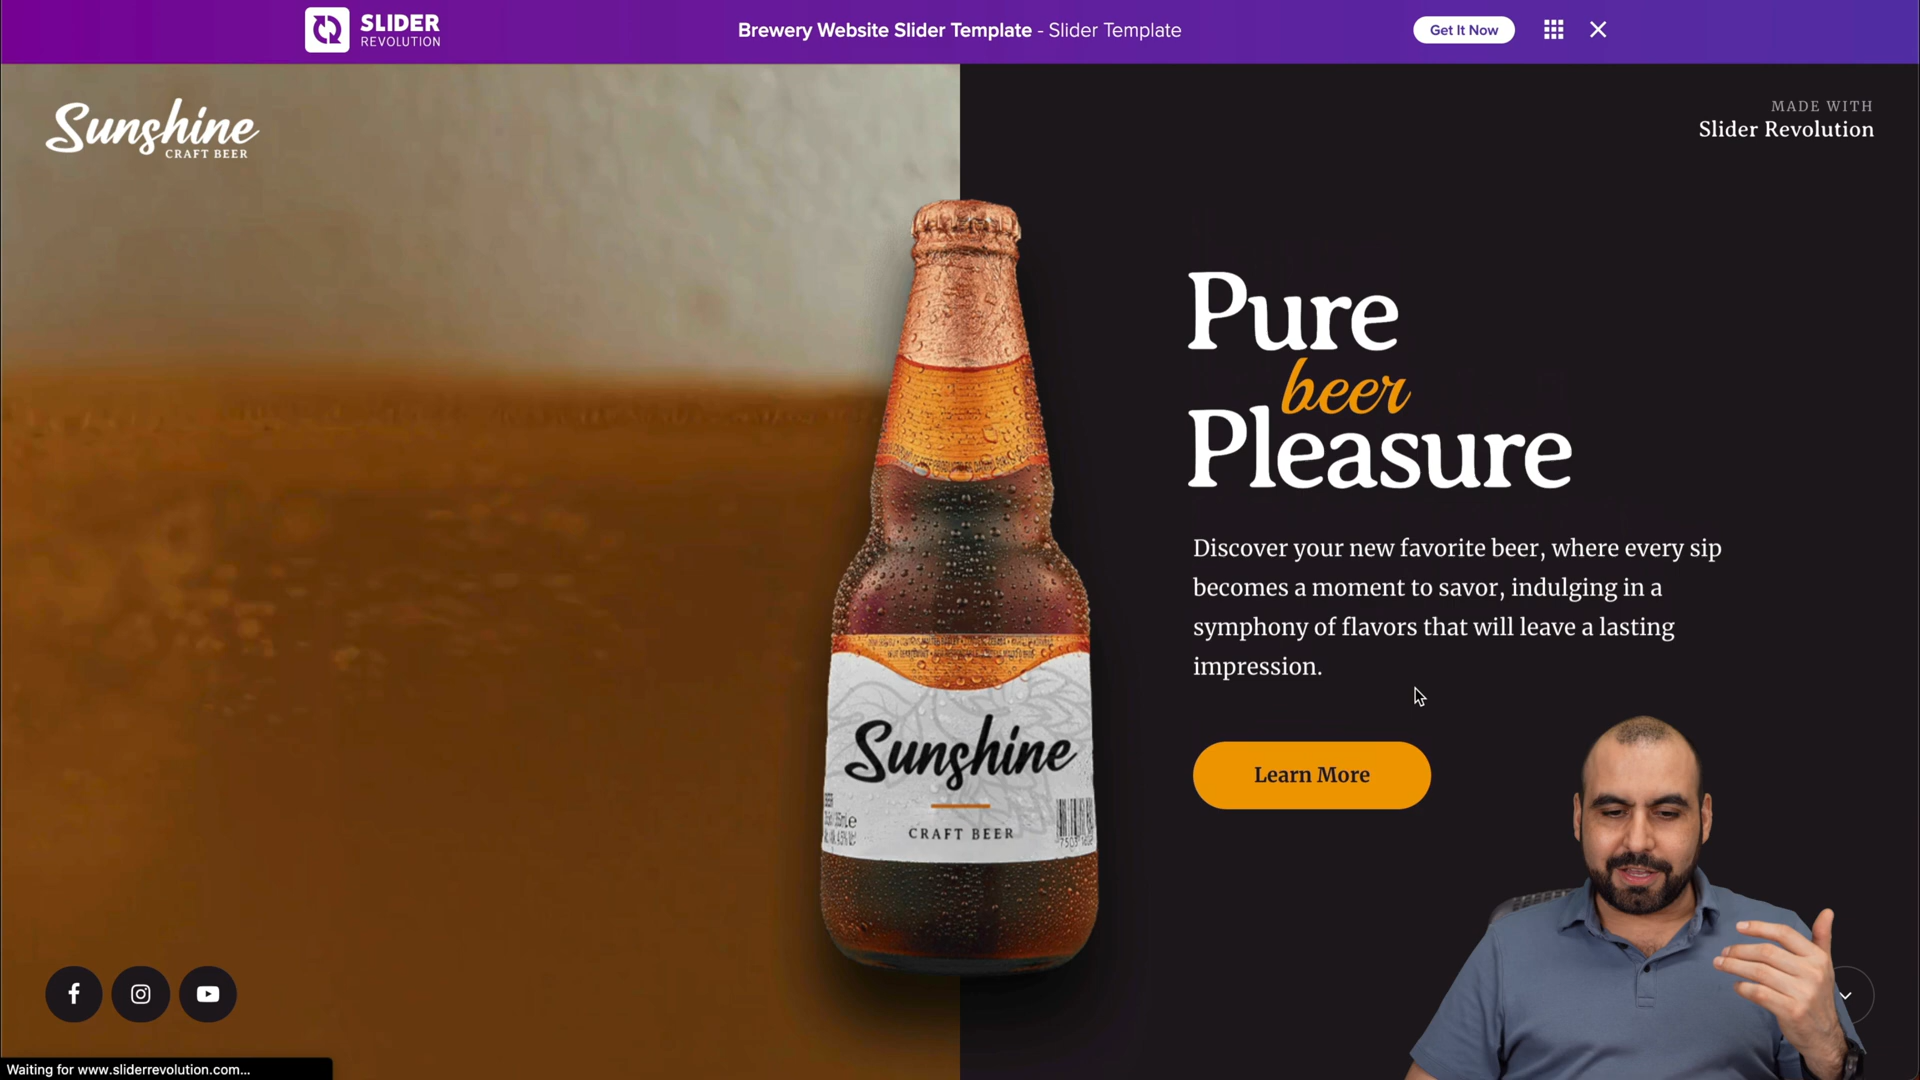 SLIDER
REVOLUTION
Brewery Website Slider Template - Slider Template
Get It Now
Sunshine
CRAFT BEER
MADE WITH
Slider Revolution
Pure
beer
Pleasure
Discover your new favorite beer, where every sip
becomes a moment to savor, indulging in a
symphony of flavors that will leave a lasting
impression.
Learn More
Sunshine
CRAFT BEER
Waiting for www.sliderrevolution.com...